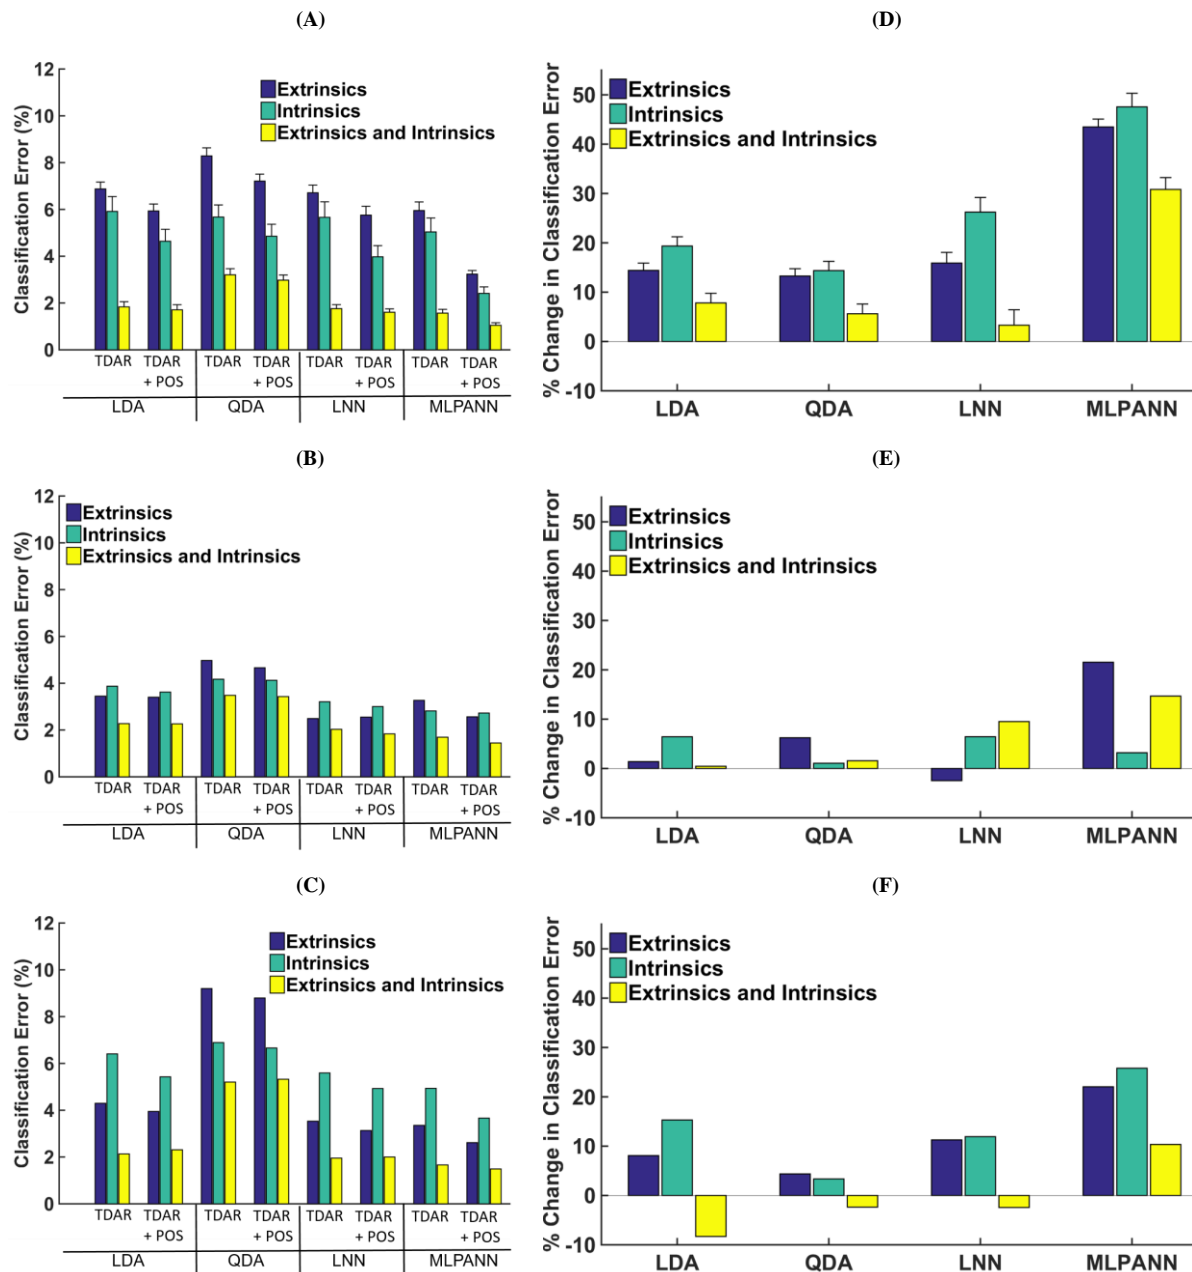 (A)
12
10
8
6
4
2
0
Classification Error (%)
Extrinsics
Intrinsics
Extrinsics and Intrinsics
TDAR TDAR TDAR TDAR TDAR TDAR TDAR TDAR
+ POS + POS + POS + POS
LDA QDA LNN MLPANN
(D)
50
40
30
20
10
0
-10
% Change in Classification Error
Extrinsics
Intrinsics
Extrinsics and Intrinsics
LDA QDA LNN MLPANN
(B)
12
10
8
6
4
2
0
Classification Error (%)
Extrinsics
Intrinsics
Extrinsics and Intrinsics
TDAR TDAR TDAR TDAR TDAR TDAR TDAR TDAR
+ POS + POS + POS + POS
LDA QDA LNN MLPANN
(E)
50
40
30
20
10
0
-10
% Change in Classification Error
Extrinsics
Intrinsics
Extrinsics and Intrinsics
LDA QDA LNN MLPANN
(C)
12
10
8
6
4
2
0
Classification Error (%)
Extrinsics
Intrinsics
Extrinsics and Intrinsics
TDAR TDAR TDAR TDAR TDAR TDAR TDAR TDAR
+ POS + POS + POS + POS
LDA QDA LNN MLPANN
(F)
50
40
30
20
10
0
-10
% Change in Classification Error
Extrinsics
Intrinsics
Extrinsics and Intrinsics
LDA QDA LNN MLPANN